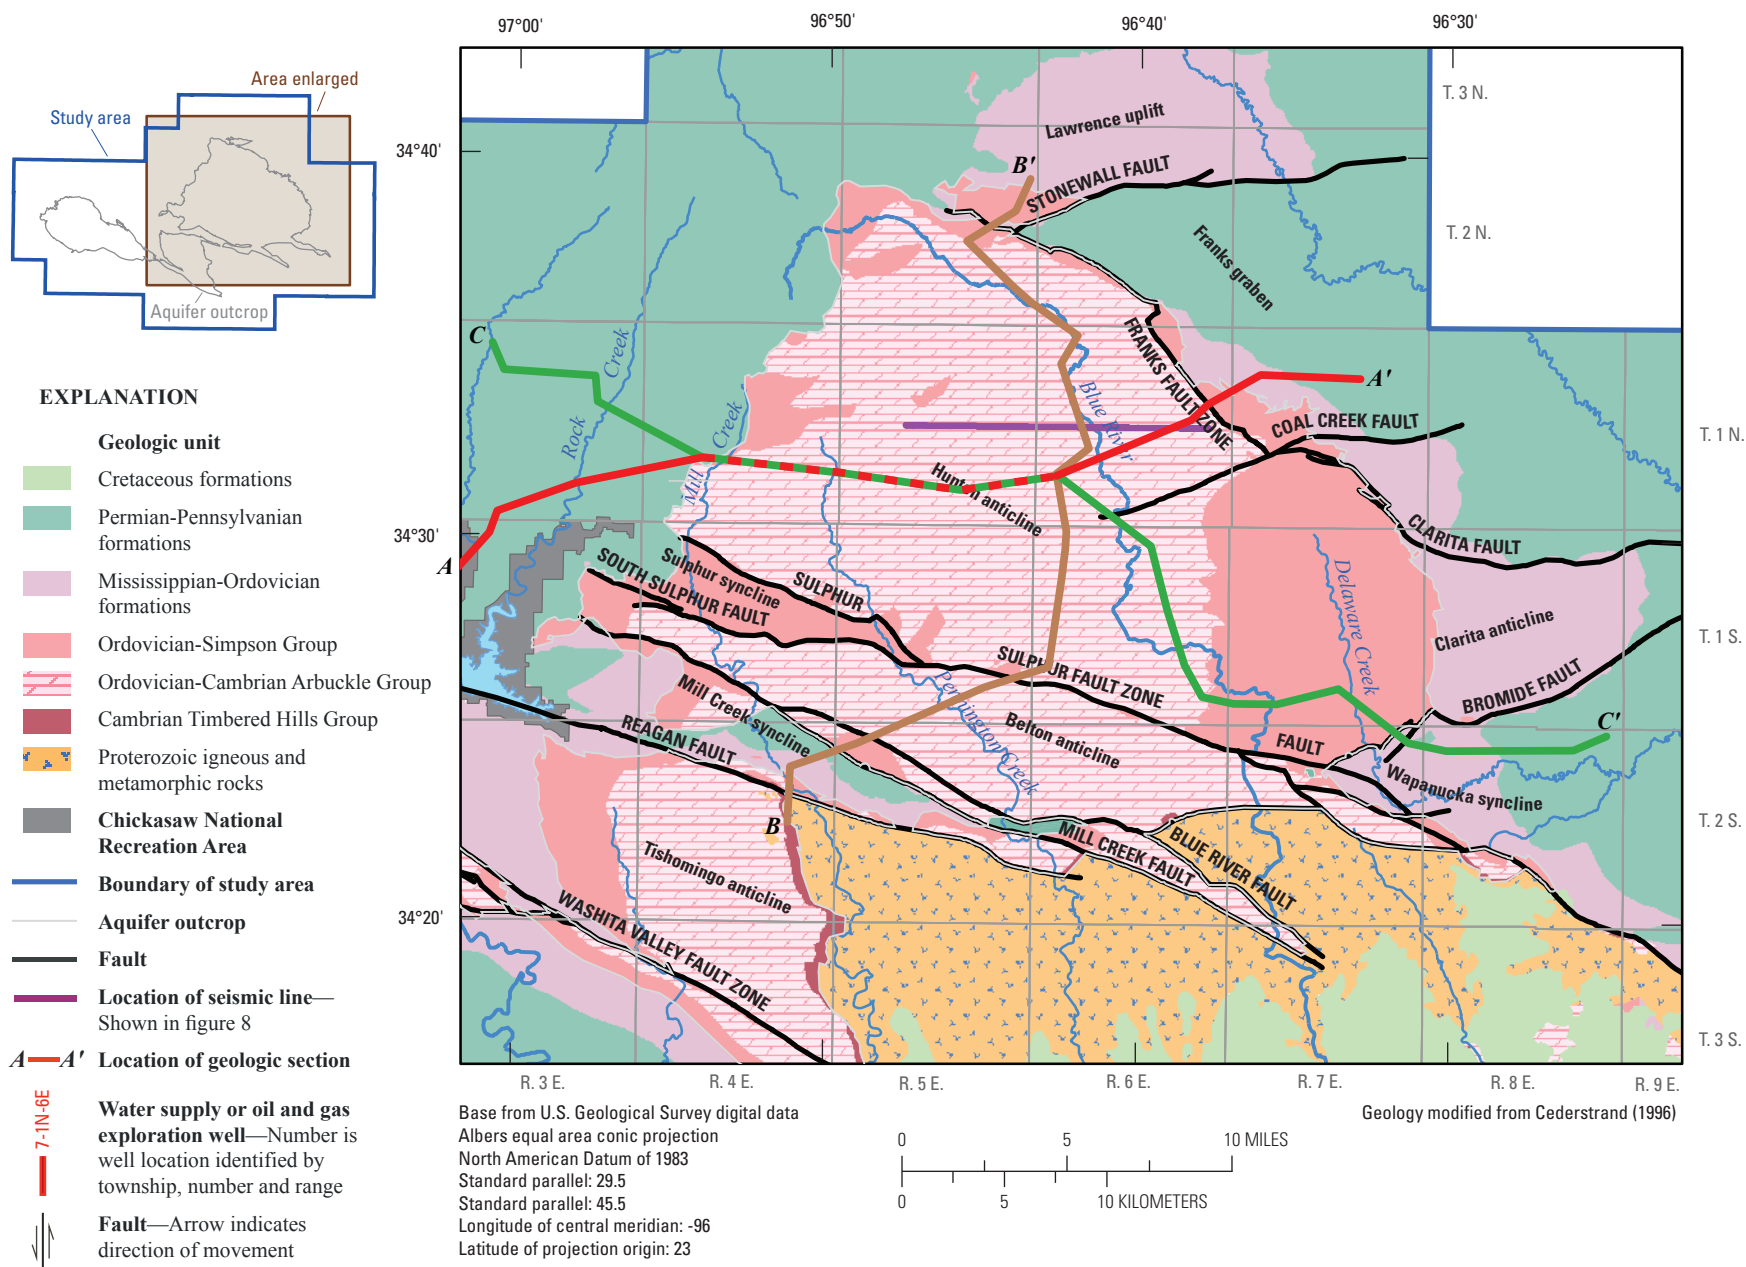 97°00'
96°50'
96°40'
96°30'
Area enlarged
Study area
Aquifer outcrop
34°40'
34°30'
34°20'
T. 3 N.
T. 2 N.
T. 1 N.
T. 1 S.
T. 2 S.
T. 3 S.
Lawrence uplift
B'
STONEWALL FAULT
Franks graben
C
Creek
Rock
FRANKS FAULT ZONE
A'
Blue River
Creek
Mill
COAL CREEK FAULT
Hunton anticline
CLARITA FAULT
A
Sulphur syncline
SULPHUR
SOUTH SULPHUR FAULT
Delaware Creek
Clarita anticline
SULPHUR FAULT ZONE
BROMIDE FAULT
Mill Creek syncline
Pennington Creek
Belton anticline
C'
REAGAN FAULT
FAULT
Wapanucka syncline
B
MILL CREEK FAULT
BLUE RIVER FAULT
Tishomingo anticline
WASHITA VALLEY FAULT ZONE
R. 3 E.
R. 4 E.
R. 5 E.
R. 6 E.
R. 7 E.
R. 8 E.
R. 9 E.
EXPLANATION
Geologic unit
Cretaceous formations
Permian-Pennsylvanian
formations
Mississippian-Ordovician
formations
Ordovician-Simpson Group
Ordovician-Cambrian Arbuckle Group
Cambrian Timbered Hills Group
Proterozoic igneous and
metamorphic rocks
Chickasaw National
Recreation Area
Boundary of study area
Aquifer outcrop
Fault
Location of seismic line—
Shown in figure 8
A A' Location of geologic section
7-1N-6E
Water supply or oil and gas
exploration well—Number is
well location identified by
township, number and range
Fault—Arrow indicates
direction of movement
Base from U.S. Geological Survey digital data
Albers equal area conic projection
North American Datum of 1983
Standard parallel: 29.5
Standard parallel: 45.5
Longitude of central meridian: -96
Latitude of projection origin: 23
0 5 10 MILES
0 5 10 KILOMETERS
Geology modified from Cederstrand (1996)